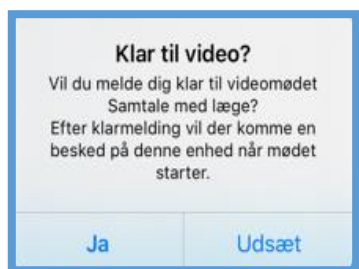 Klar til video?
Vil du melde dig klar til videomødet
Samtale med læge?
Efter klarmelding vil der komme en
besked på denne enhed når mødet
starter.
Ja
Udsæt